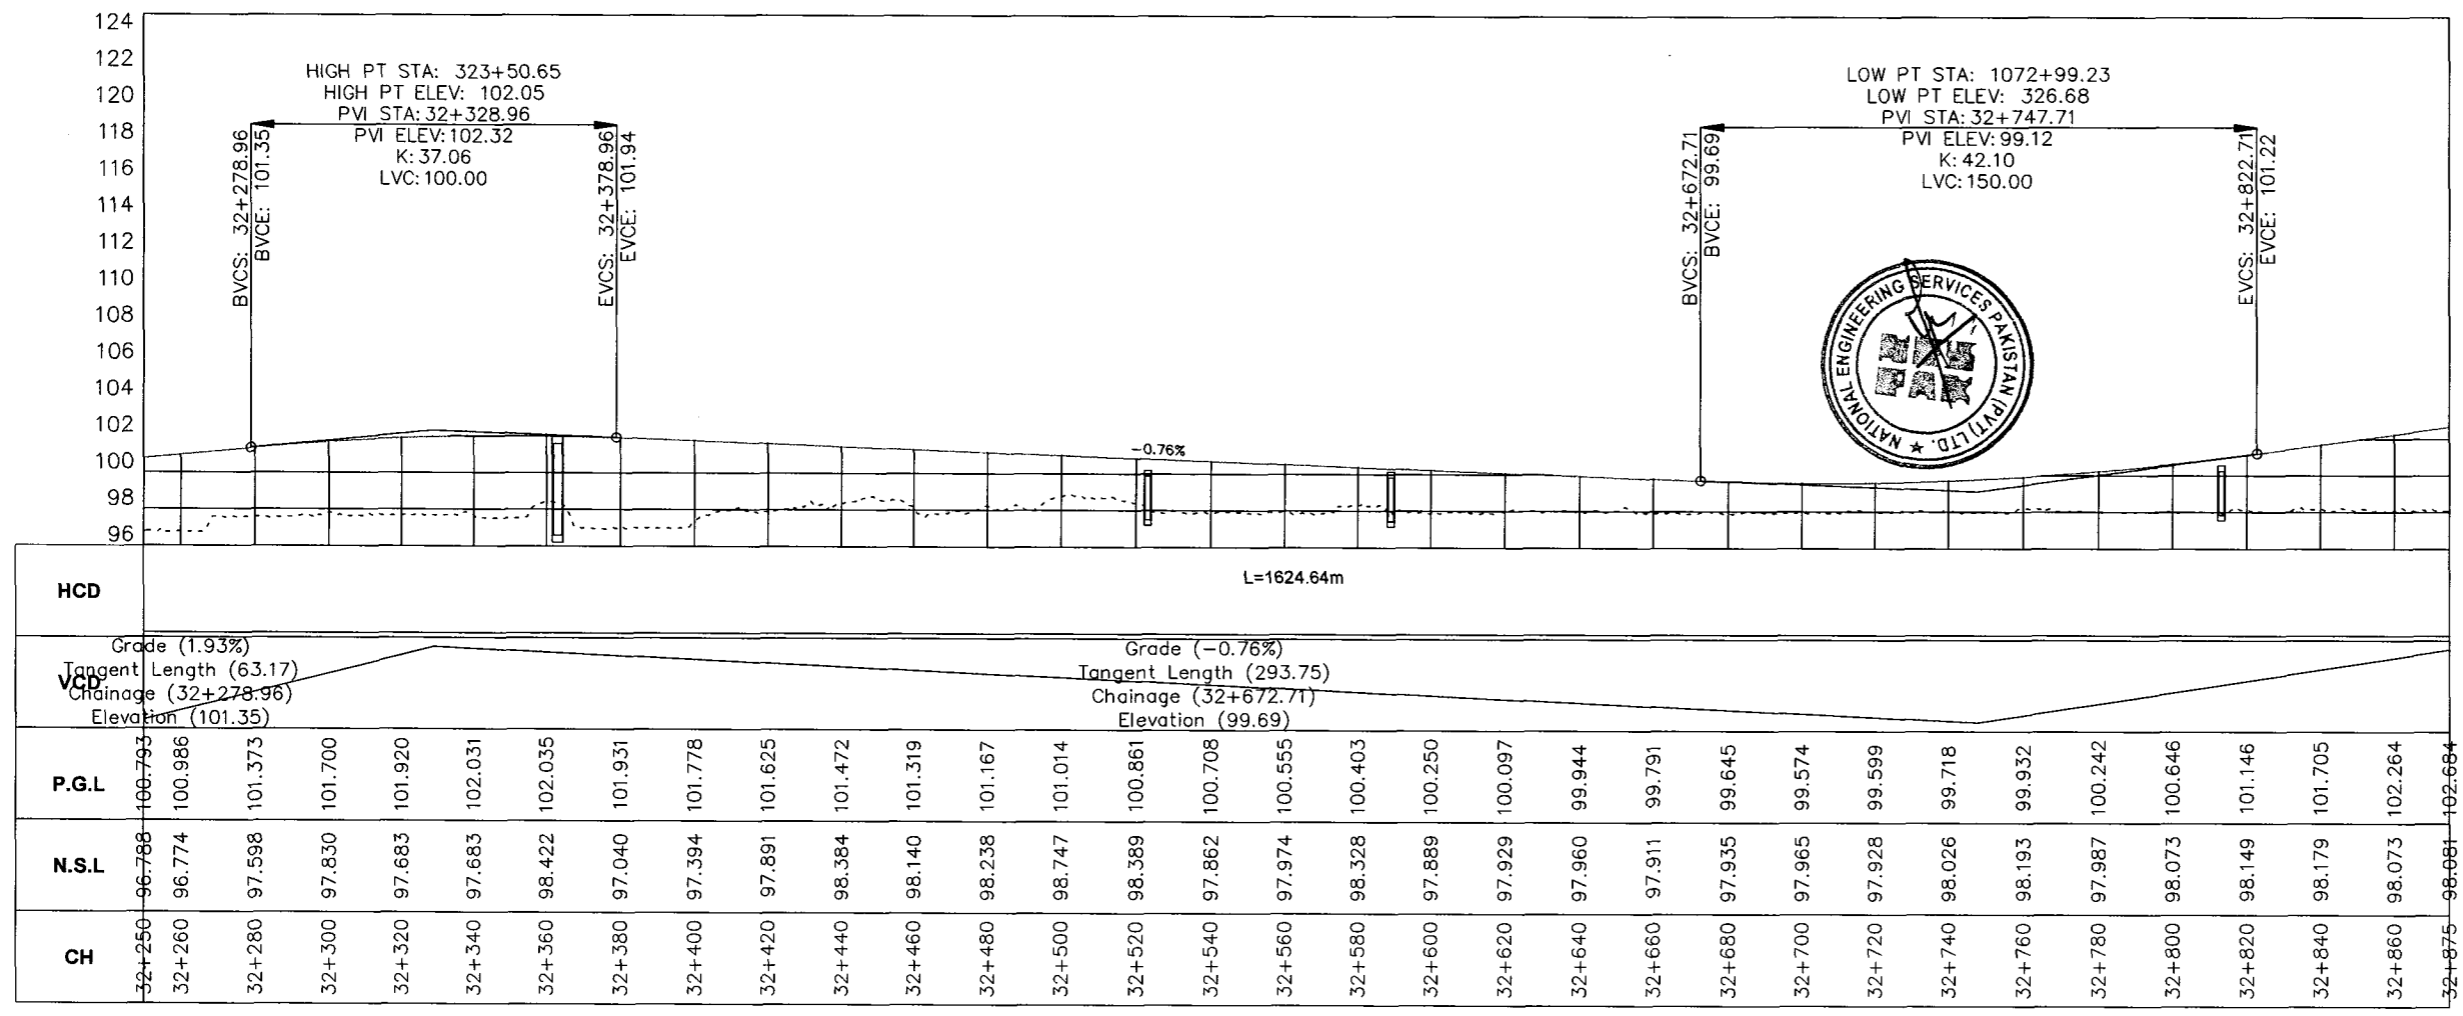 124
122
120
118
116
114
112
110
108
106
104
102
100
98
96
HIGH PT STA: 323+50.65
HIGH PT ELEV: 102.05
PVI STA: 32+328.96
PVI ELEV: 102.32
K: 37.06
LVC: 100.00
BVCS: 32+278.96
BVCE: 101.35
EVCS: 32+378.96
EVCE: 101.94
LOW PT STA: 1072+99.23
LOW PT ELEV: 326.68
PVI STA: 32+747.71
PVI ELEV: 99.12
K: 42.10
LVC: 150.00
BVCS: 32+672.71
BVCE: 99.69
EVCS: 32+822.71
EVCE: 101.22
NATIONAL ENGINEERING SERVICES PAKISTAN (PVT) LTD. ★
-0.76%
HCD
L=1624.64m
VCD
Grade (1.93%)
Tangent Length (63.17)
Chainage (32+278.96)
Elevation (101.35)
Grade (-0.76%)
Tangent Length (293.75)
Chainage (32+672.71)
Elevation (99.69)
P.G.L 100.793 100.986 101.373 101.700 101.920 102.031 102.035 101.931 101.778 101.625 101.472 101.319 101.167 101.014 100.861 100.708 100.555 100.403 100.250 100.097 99.944 99.791 99.645 99.574 99.599 99.718 99.932 100.242 100.646 101.146 101.705 102.264 102.684
N.S.L 96.788 96.774 97.598 97.830 97.683 97.683 98.422 97.040 97.394 97.891 98.384 98.140 98.238 98.747 98.389 97.862 97.974 98.328 97.889 97.929 97.960 97.911 97.935 97.965 97.928 98.026 98.193 97.987 98.073 98.149 98.179 98.073 98.081
CH 32+250 32+260 32+280 32+300 32+320 32+340 32+360 32+380 32+400 32+420 32+440 32+460 32+480 32+500 32+520 32+540 32+560 32+580 32+600 32+620 32+640 32+660 32+680 32+700 32+720 32+740 32+760 32+780 32+800 32+820 32+840 32+860 32+875